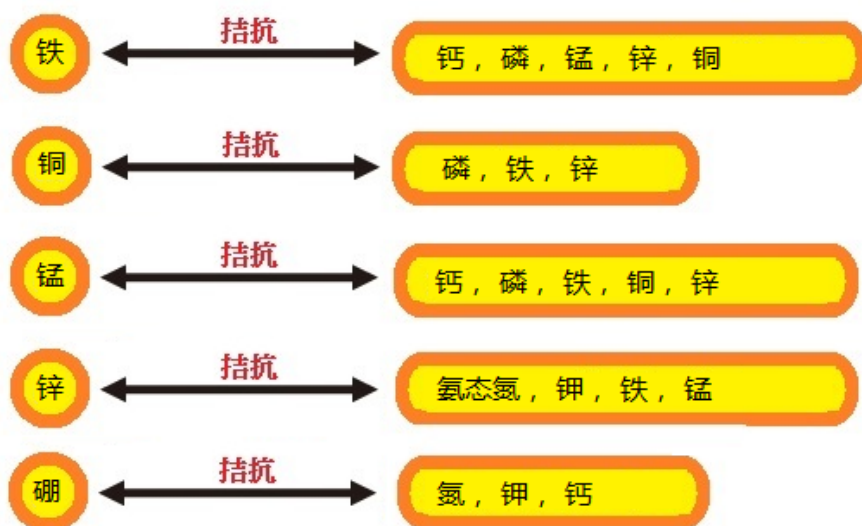 铁 拮抗 钙，磷，锰，锌，铜
铜 拮抗 磷，铁，锌
锰 拮抗 钙，磷，铁，铜，锌
锌 拮抗 氨态氮，钾，铁，锰
硼 拮抗 氮，钾，钙